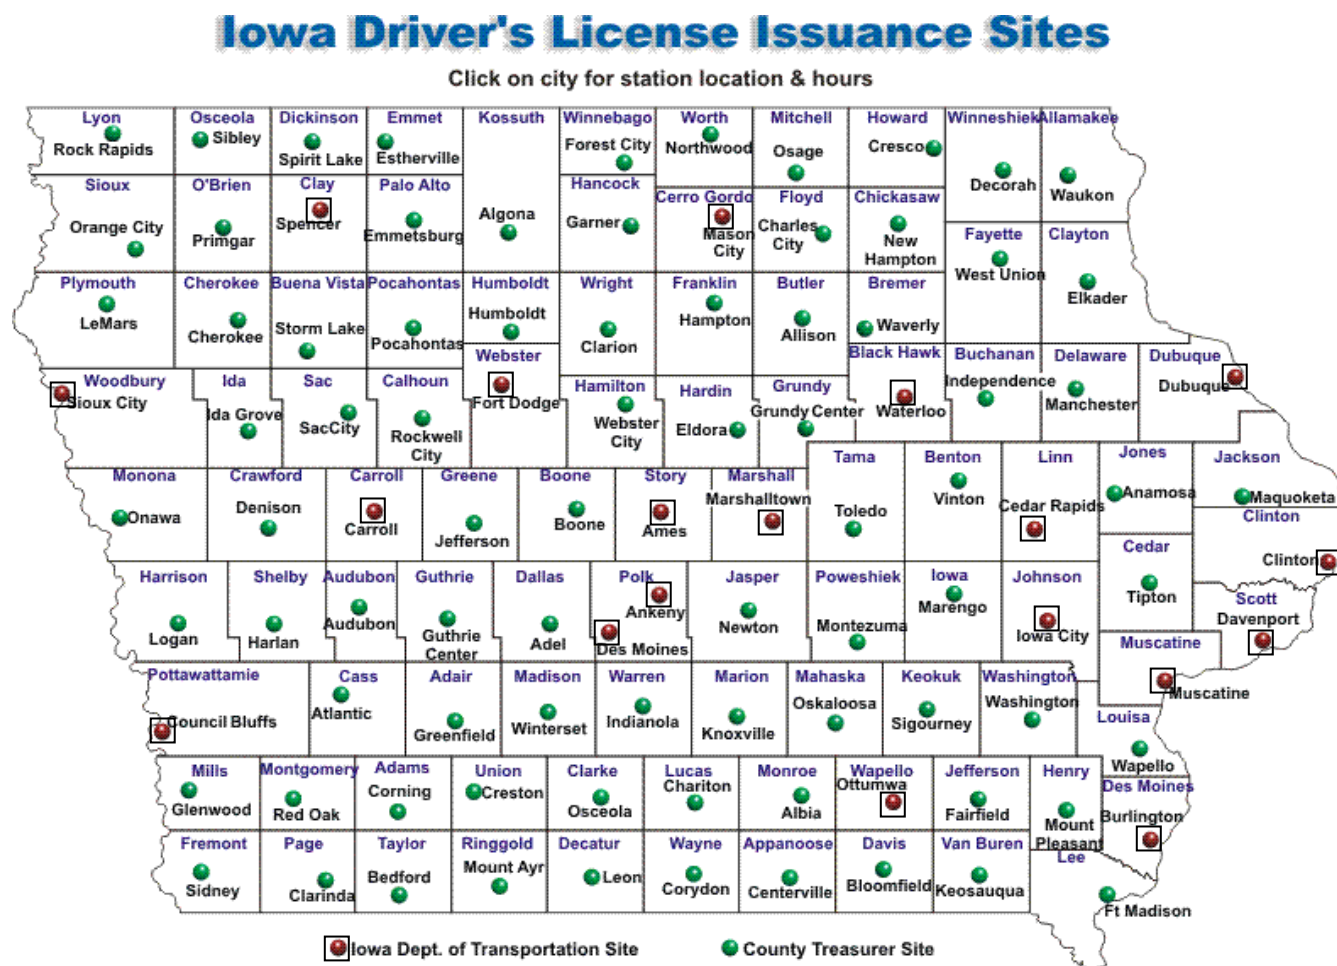 Iowa Driver's License Issuance Sites
Click on city for station location & hours
Lyon
Rock Rapids
Osceola
Sibley
Dickinson
Spirit Lake
Emmet
Estherville
Kossuth
Algona
Winnebago
Forest City
Worth
Northwood
Mitchell
Osage
Howard
Cresco
Winneshiek
Decorah
Allamakee
Waukon
Sioux
Orange City
O'Brien
Primgar
Clay
Spencer
Palo Alto
Emmetsburg
Hancock
Garner
Cerro Gordo
Mason
City
Floyd
Charles
City
Chickasaw
New
Hampton
Fayette
West Union
Clayton
Elkader
Plymouth
LeMars
Cherokee
Cherokee
Buena Vista
Storm Lake
Pocahontas
Pocahontas
Humboldt
Humboldt
Wright
Clarion
Franklin
Hampton
Butler
Allison
Bremer
Waverly
Woodbury
Sioux City
Ida
Ida Grove
Sac
SacCity
Calhoun
Rockwell
City
Webster
Fort Dodge
Hamilton
Webster
City
Hardin
Eldora
Grundy
Grundy Center
Black Hawk
Waterloo
Buchanan
Independence
Delaware
Manchester
Dubuque
Dubuque
Monona
Onawa
Crawford
Denison
Carroll
Carroll
Greene
Jefferson
Boone
Boone
Story
Ames
Marshall
Marshalltown
Tama
Toledo
Benton
Vinton
Linn
Cedar Rapids
Jones
Anamosa
Jackson
Maquoketa
Clinton
Clinton
Harrison
Logan
Shelby
Harlan
Audubon
Audubon
Guthrie
Guthrie
Center
Dallas
Adel
Polk
Ankeny
Des Moines
Jasper
Newton
Poweshiek
Montezuma
Iowa
Marengo
Johnson
Iowa City
Cedar
Tipton
Scott
Davenport
Muscatine
Muscatine
Pottawattamie
Council Bluffs
Cass
Atlantic
Adair
Greenfield
Madison
Winterset
Warren
Indianola
Marion
Knoxville
Mahaska
Oskaloosa
Keokuk
Sigourney
Washington
Washington
Louisa
Wapello
Mills
Glenwood
Montgomery
Red Oak
Adams
Corning
Union
Creston
Clarke
Osceola
Lucas
Chariton
Monroe
Albia
Wapello
Ottumwa
Jefferson
Fairfield
Henry
Mount
Pleasant
Des Moines
Burlington
Fremont
Sidney
Page
Clarinda
Taylor
Bedford
Ringgold
Mount Ayr
Decatur
Leon
Wayne
Corydon
Appanoose
Centerville
Davis
Bloomfield
Van Buren
Keosauqua
Lee
Ft Madison
Iowa Dept. of Transportation Site
County Treasurer Site